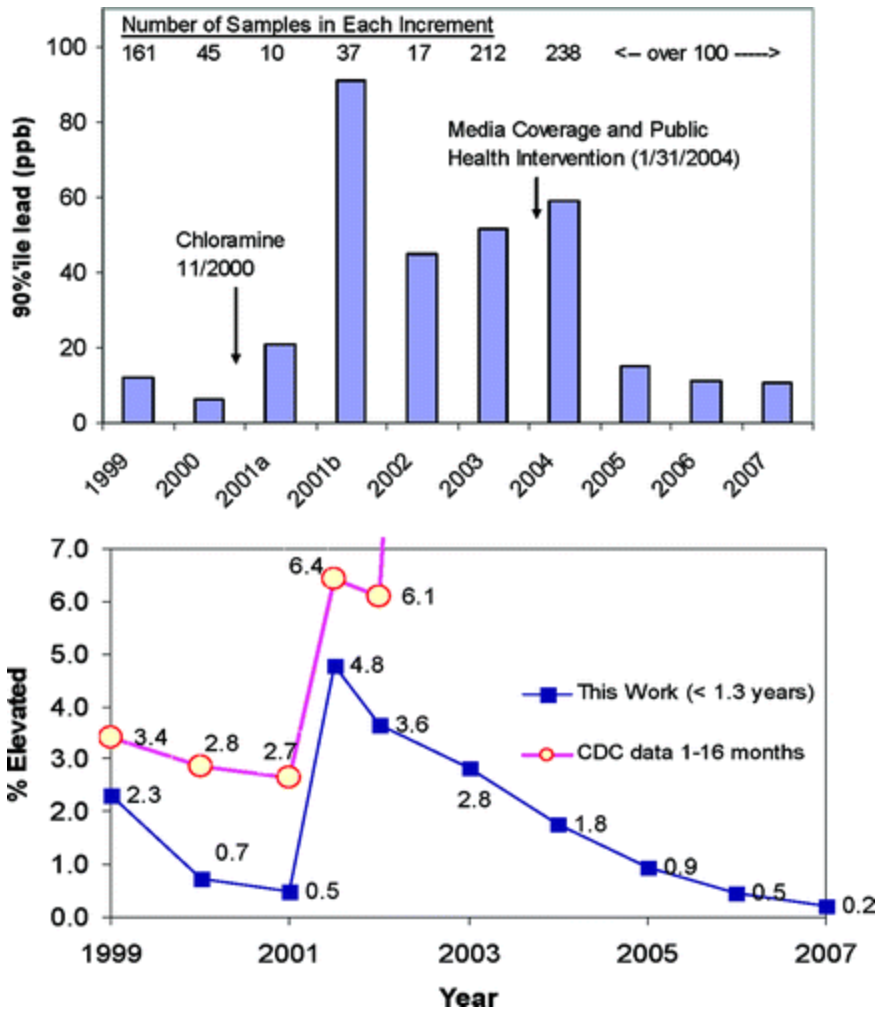 Number of Samples in Each Increment
161 45 10 37 17 212 238 <-- over 100 ----->
100
80
60
40
20
0
90%'ile lead (ppb)
Media Coverage and Public
Health Intervention (1/31/2004)
Chloramine
11/2000
1999 2000 2001a 2001b 2002 2003 2004 2005 2006 2007
7.0
6.0
5.0
4.0
3.0
2.0
1.0
0.0
% Elevated
6.4
6.1
4.8
3.4
2.8
2.7
3.6
2.3
0.7
0.5
2.8
1.8
0.9
0.5
0.2
This Work (< 1.3 years)
CDC data 1-16 months
1999 2001 2003 2005 2007
Year